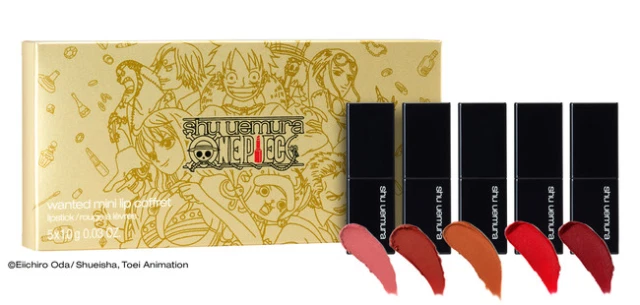 shu uemura
ONE PIECE
wanted mini lip coffret
lipstick / rouge à lèvres
5x1.0 g 0.03 OZ.
shu uemura
shu uemura
shu uemura
shu uemura
shu uemura
©Eiichiro Oda/Shueisha, Toei Animation